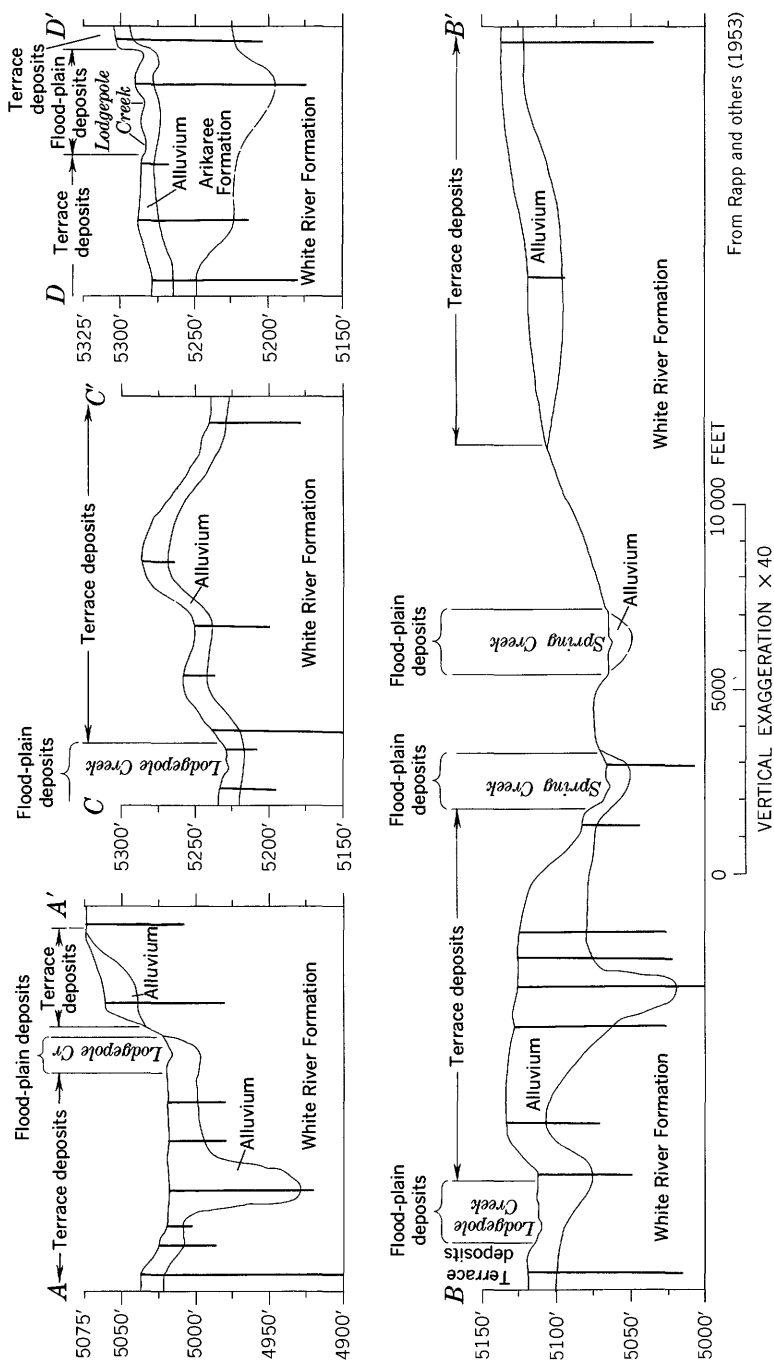 A
A′
Flood-plain deposits
Terrace deposits
Terrace
deposits
Lodgepole Cr
Alluvium
Alluvium
White River Formation
5075′
5050′
5000′
4950′
4900′
C
C′
Flood-plain
deposits
Terrace deposits
Lodgepole Creek
Alluvium
White River Formation
5300′
5250′
5200′
5150′
D
D′
Terrace
deposits
Flood-plain
deposits
Terrace
deposits
Lodgepole
Creek
Alluvium
Arikaree
Formation
White River Formation
5325′
5300′
5250′
5200′
5150′
B
B′
Terrace
deposits
Flood-plain
deposits
Terrace deposits
Flood-plain
deposits
Flood-plain
deposits
Terrace deposits
Lodgepole
Creek
Spring Creek
Spring Creek
Alluvium
Alluvium
Alluvium
White River Formation
White River Formation
5150′
5100′
5050′
5000′
0
5000
10 000 FEET
VERTICAL EXAGGERATION × 40
From Rapp and others (1953)